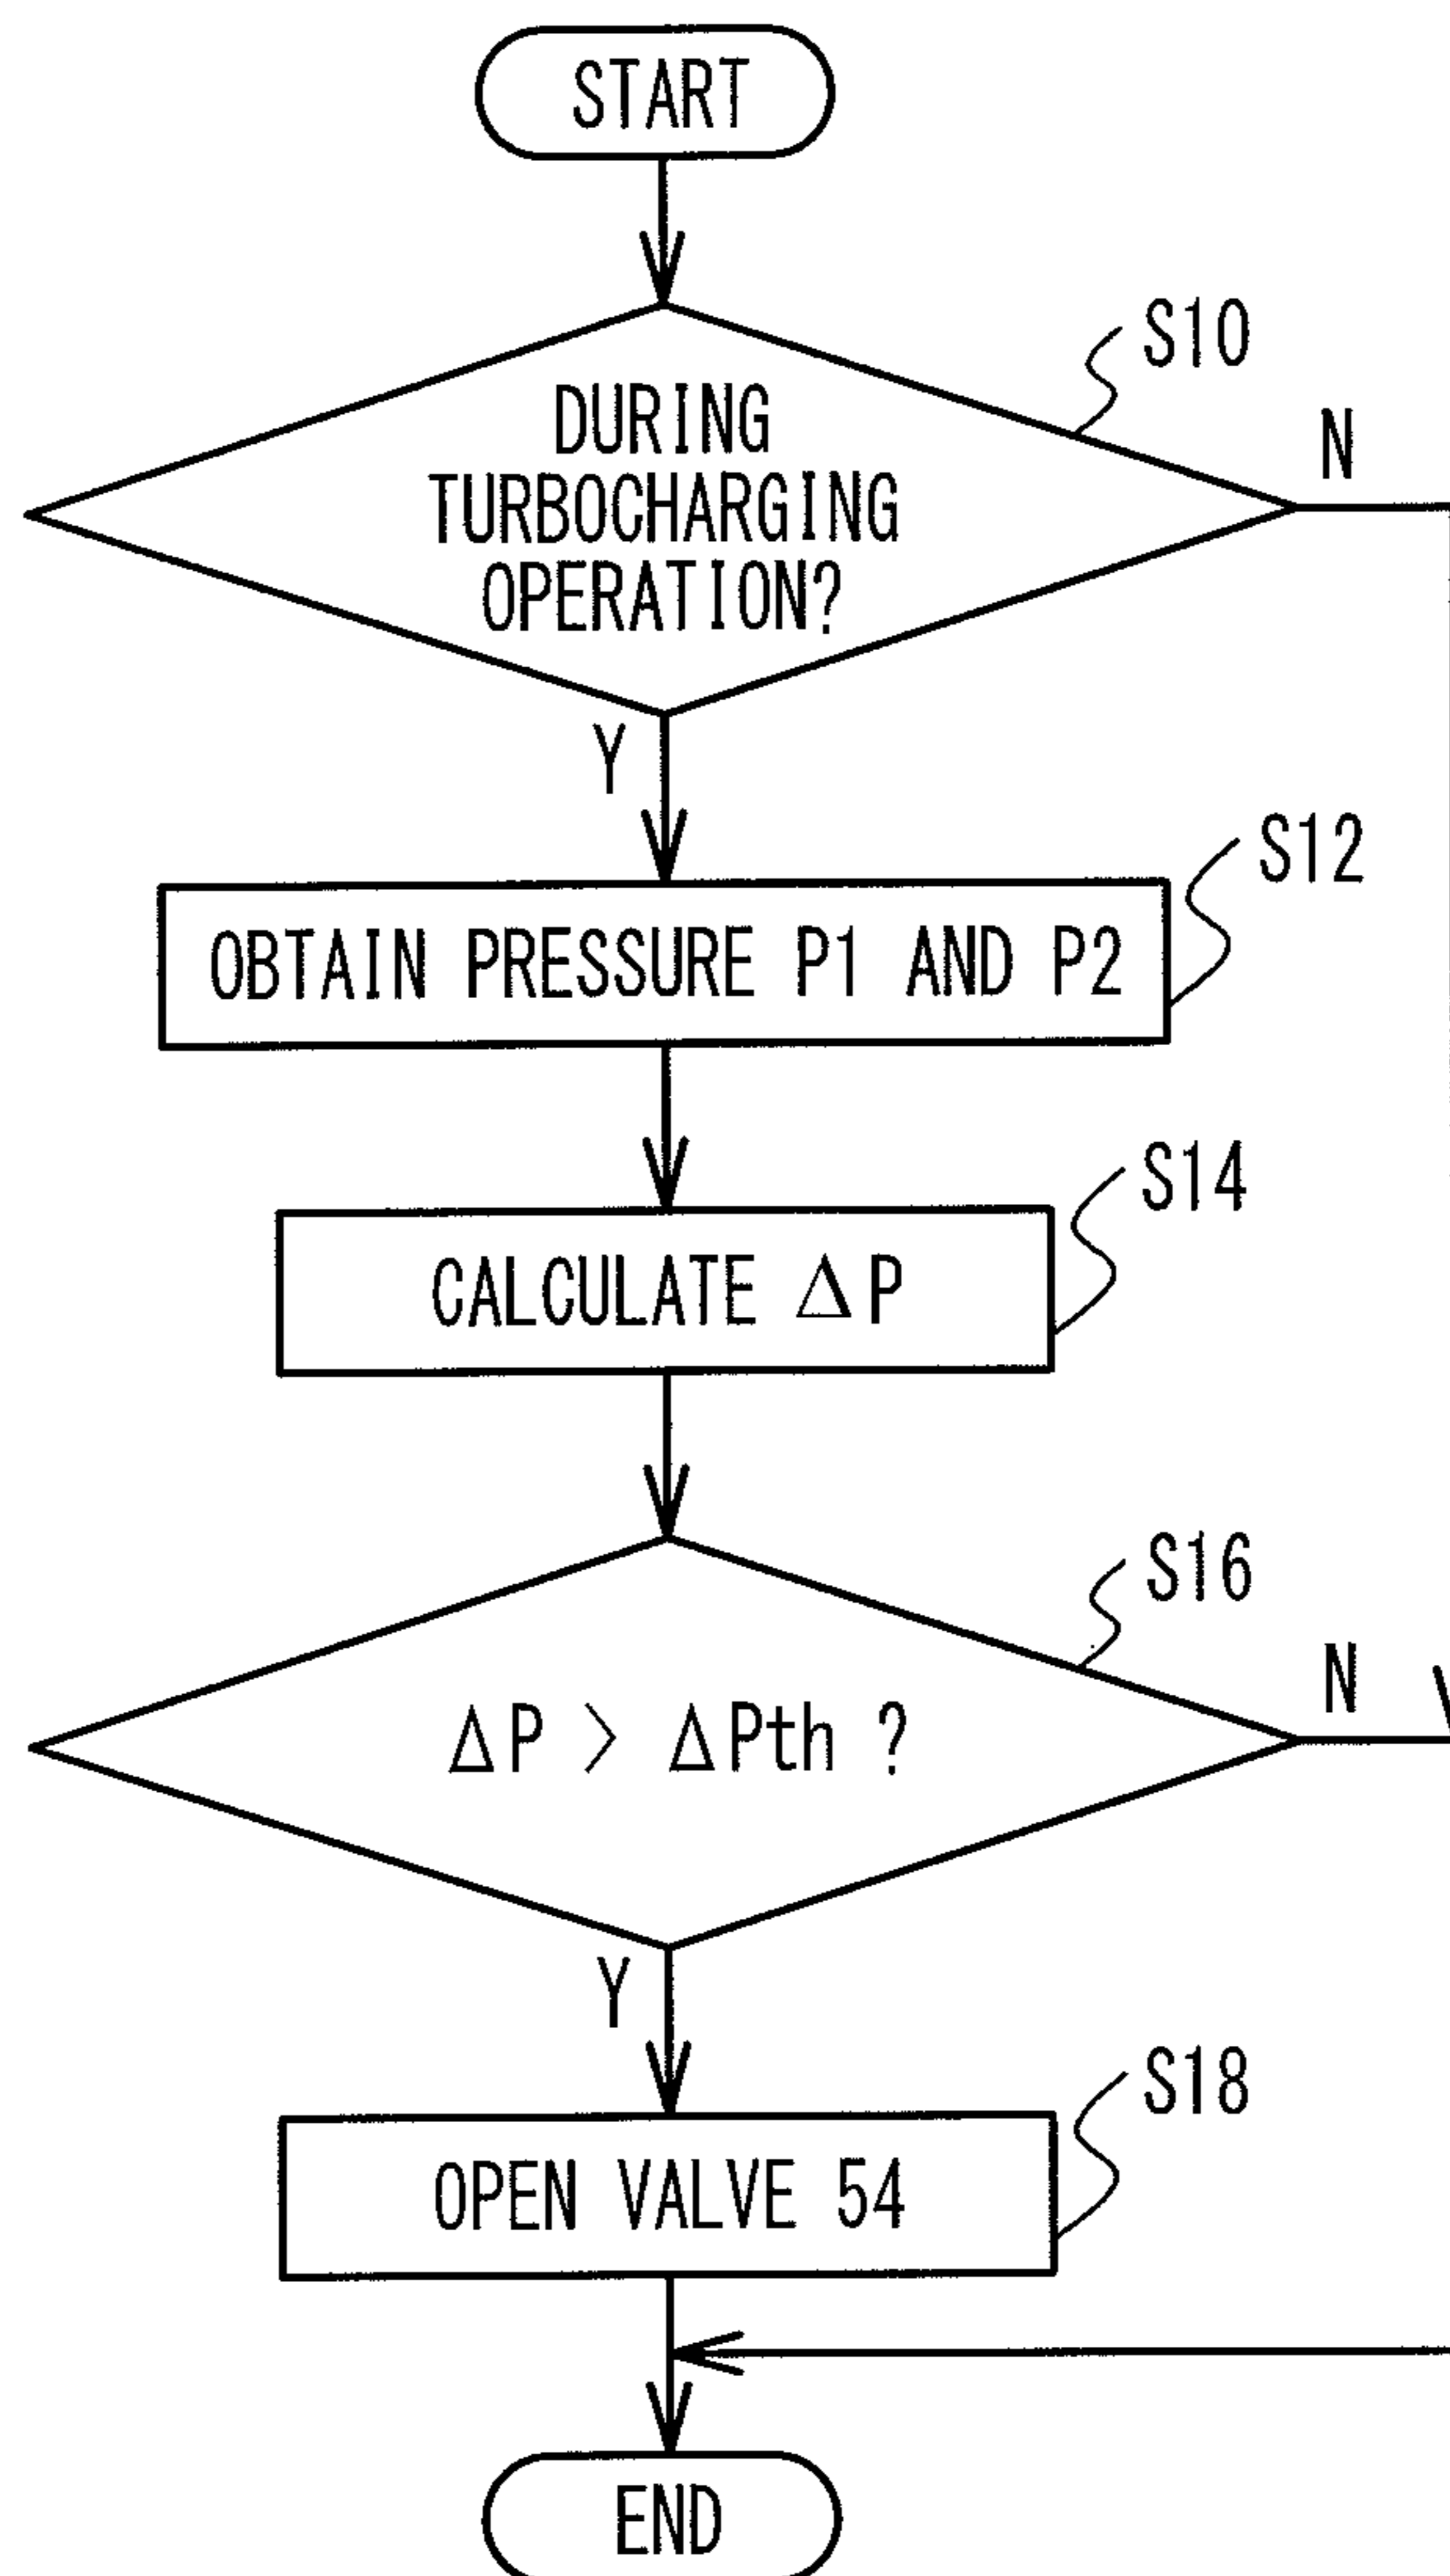 START
S10
DURING
TURBOCHARGING
OPERATION?
N
Y
S12
OBTAIN PRESSURE P1 AND P2
S14
CALCULATE ΔP
S16
ΔP > ΔPth ?
N
Y
S18
OPEN VALVE 54
END